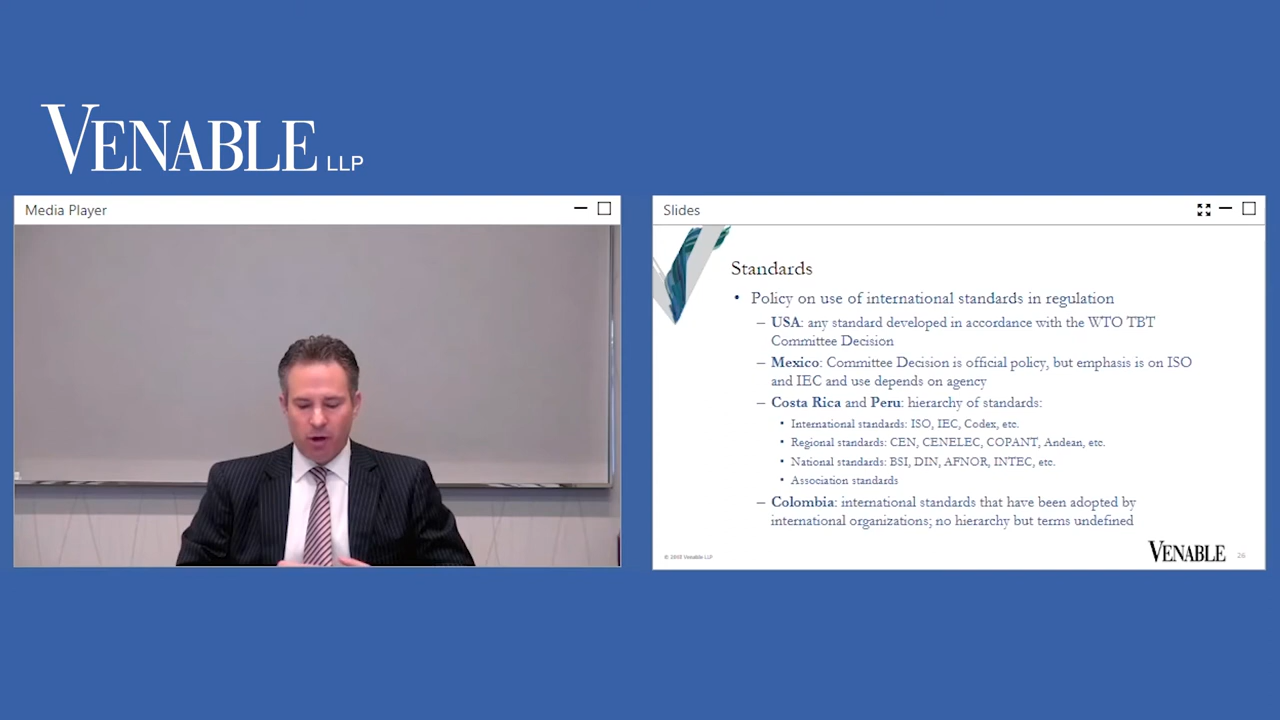 VENABLE LLP
Media Player
Slides
Standards
• Policy on use of international standards in regulation
– USA: any standard developed in accordance with the WTO TBT
Committee Decision
– Mexico: Committee Decision is official policy, but emphasis is on ISO
and IEC and use depends on agency
– Costa Rica and Peru: hierarchy of standards:
• International standards: ISO, IEC, Codex, etc.
• Regional standards: CEN, CENELEC, COPANT, Andean, etc.
• National standards: BSI, DIN, AFNOR, INTEC, etc.
• Association standards
– Colombia: international standards that have been adopted by
international organizations; no hierarchy but terms undefined
Venable LLP
VENABLE
26